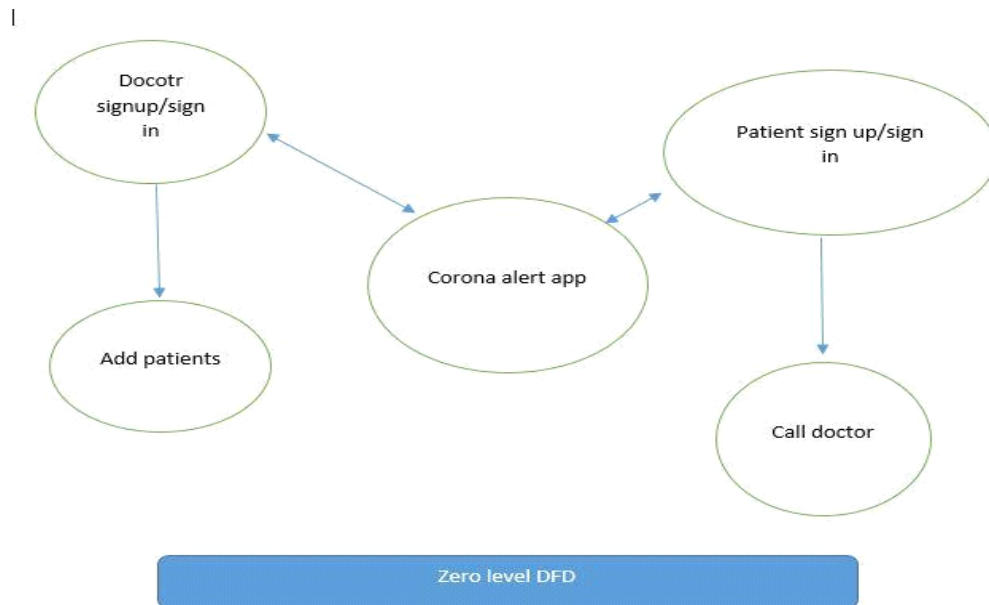 Docotr
signup/sign
in
Patient sign up/sign
in
Corona alert app
Add patients
Call doctor
Zero level DFD